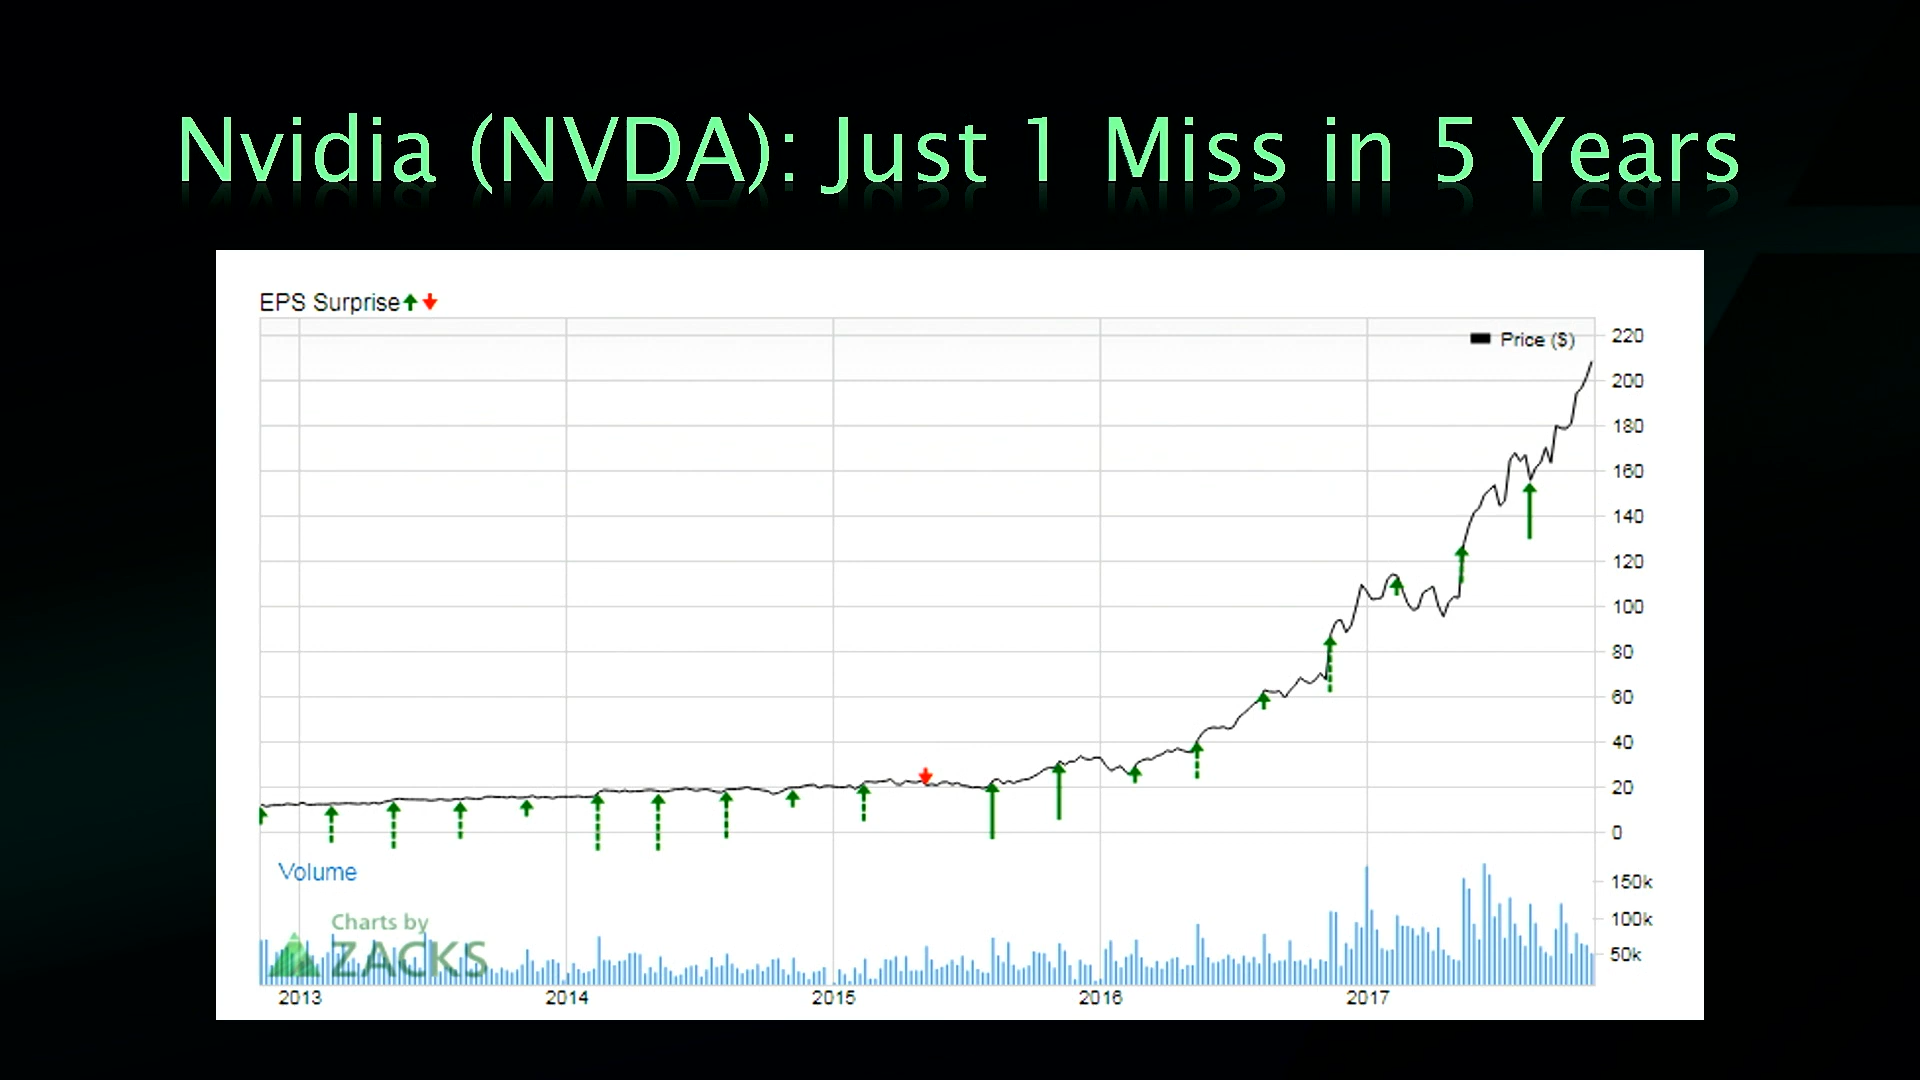 Nvidia (NVDA): Just 1 Miss in 5 Years
EPS Surprise
Price ($)
220
200
180
160
140
120
100
80
60
40
20
0
Volume
150k
100k
50k
Charts by
ZACKS
2013 2014 2015 2016 2017